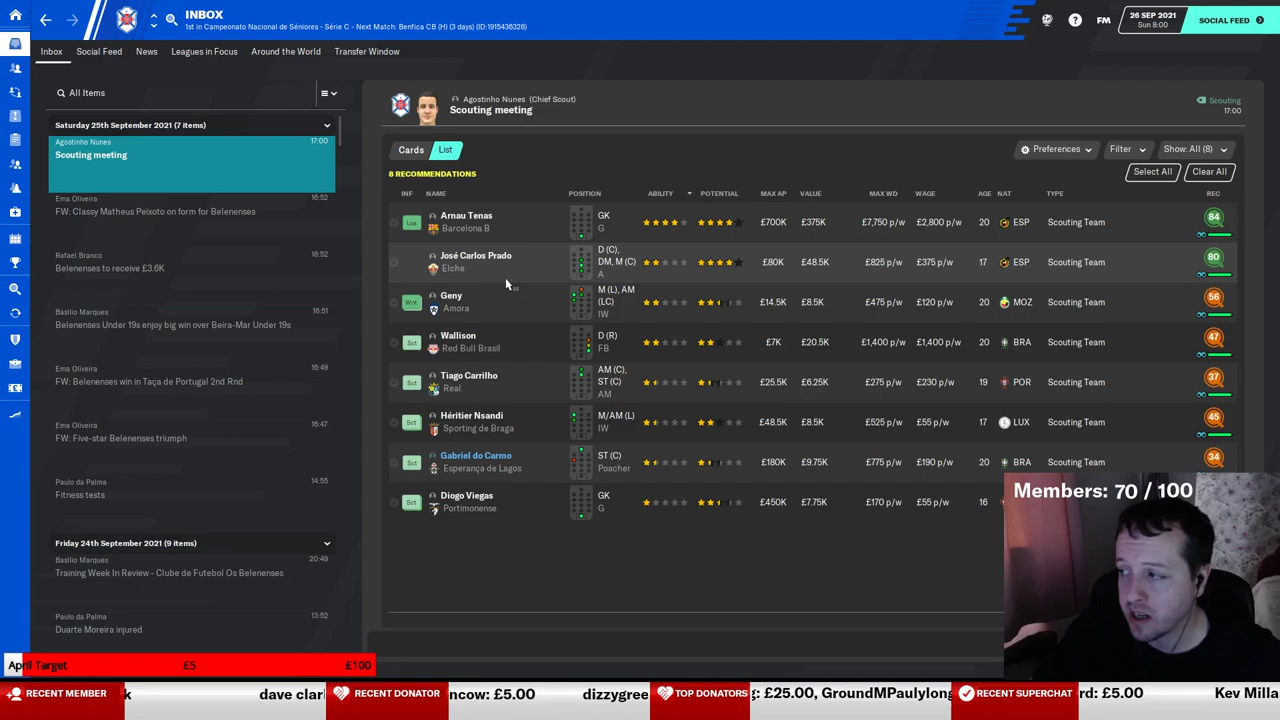 INBOX
1st in Campeonato Nacional de Séniores - Série C - Next Match: Benfica CB (H) (3 days) (ID:1915436328)
FM
26 SEP 2021
Sun 8:00
SOCIAL FEED
Inbox Social Feed News Leagues in Focus Around the World Transfer Window
All Items
Saturday 25th September 2021 (7 items)
Agostinho Nunes 17:00
Scouting meeting
Ema Oliveira 16:52
FW: Classy Matheus Peixoto on form for Belenenses
Rafael Branco 16:52
Belenenses to receive £3.6K
Basílio Marques 16:51
Belenenses Under 19s enjoy big win over Beira-Mar Under 19s
Ema Oliveira 16:49
FW: Belenenses win in Taça de Portugal 2nd Rnd
Ema Oliveira 16:47
FW: Five-star Belenenses triumph
Paulo da Palma 14:55
Fitness tests
Friday 24th September 2021 (9 items)
Basílio Marques 20:49
Training Week In Review - Clube de Futebol Os Belenenses
Paulo da Palma 13:52
Duarte Moreira injured
Agostinho Nunes (Chief Scout)
Scouting meeting
Scouting
17:00
Cards List
Preferences Filter Show: All (8)
8 RECOMMENDATIONS
Select All Clear All
INF NAME POSITION ABILITY POTENTIAL MAX AP VALUE MAX WD WAGE AGE NAT TYPE REC
Loa Arnau Tenas Barcelona B GK G £700K £375K £7,750 p/w £2,800 p/w 20 ESP Scouting Team 84
José Carlos Prado Elche D (C), DM, M (C) A £80K £48.5K £825 p/w £375 p/w 17 ESP Scouting Team 80
Wnt Geny Amora M (L), AM (LC) IW £14.5K £8.5K £475 p/w £120 p/w 20 MOZ Scouting Team 56
Sct Wallison Red Bull Brasil D (R) FB £7K £20.5K £1,400 p/w £1,400 p/w 20 BRA Scouting Team 47
Sct Tiago Carrilho Real AM (C), ST (C) AM £25.5K £6.25K £275 p/w £230 p/w 19 POR Scouting Team 37
Sct Héritier Nsandi Sporting de Braga M/AM (L) IW £48.5K £8.5K £525 p/w £55 p/w 17 LUX Scouting Team 45
Sct Gabriel do Carmo Esperança de Lagos ST (C) Poacher £180K £9.75K £775 p/w £190 p/w 20 BRA Scouting Team 34
Sct Diogo Viegas Portimonense GK G £450K £7.75K £170 p/w £55 p/w 16
Members: 70 / 100
April Target £5 £100
RECENT MEMBER
k dave clar
RECENT DONATOR
ncow: £5.00 dizzygree
TOP DONATORS
g: £25.00, GroundMPaulylong
RECENT SUPERCHAT
rd: £5.00 Kev Milla